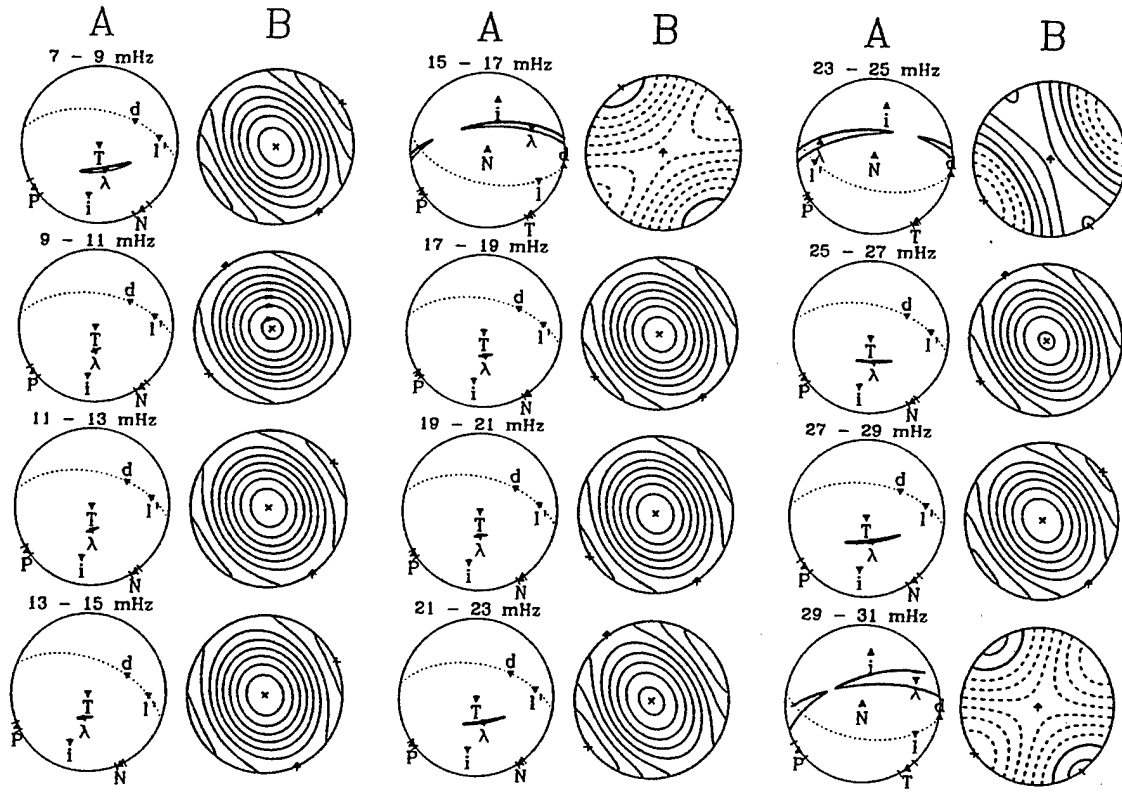 A B A B A B
7 - 9 mHz
d
l'
T
λ
i
P
N
15 - 17 mHz
i
λ
N
d
l
P
T
23 - 25 mHz
i
λ
l'
N
d
P
T
9 - 11 mHz
d
l'
T
λ
i
P
N
17 - 19 mHz
d
l'
T
λ
i
P
N
25 - 27 mHz
d
l'
T
λ
i
P
N
11 - 13 mHz
d
l'
T
λ
i
P
N
19 - 21 mHz
d
l'
T
λ
i
P
N
27 - 29 mHz
d
l'
T
λ
i
P
N
13 - 15 mHz
d
l'
T
λ
i
P
N
21 - 23 mHz
d
l'
T
λ
i
P
N
29 - 31 mHz
i
λ
N
d
l
P
T